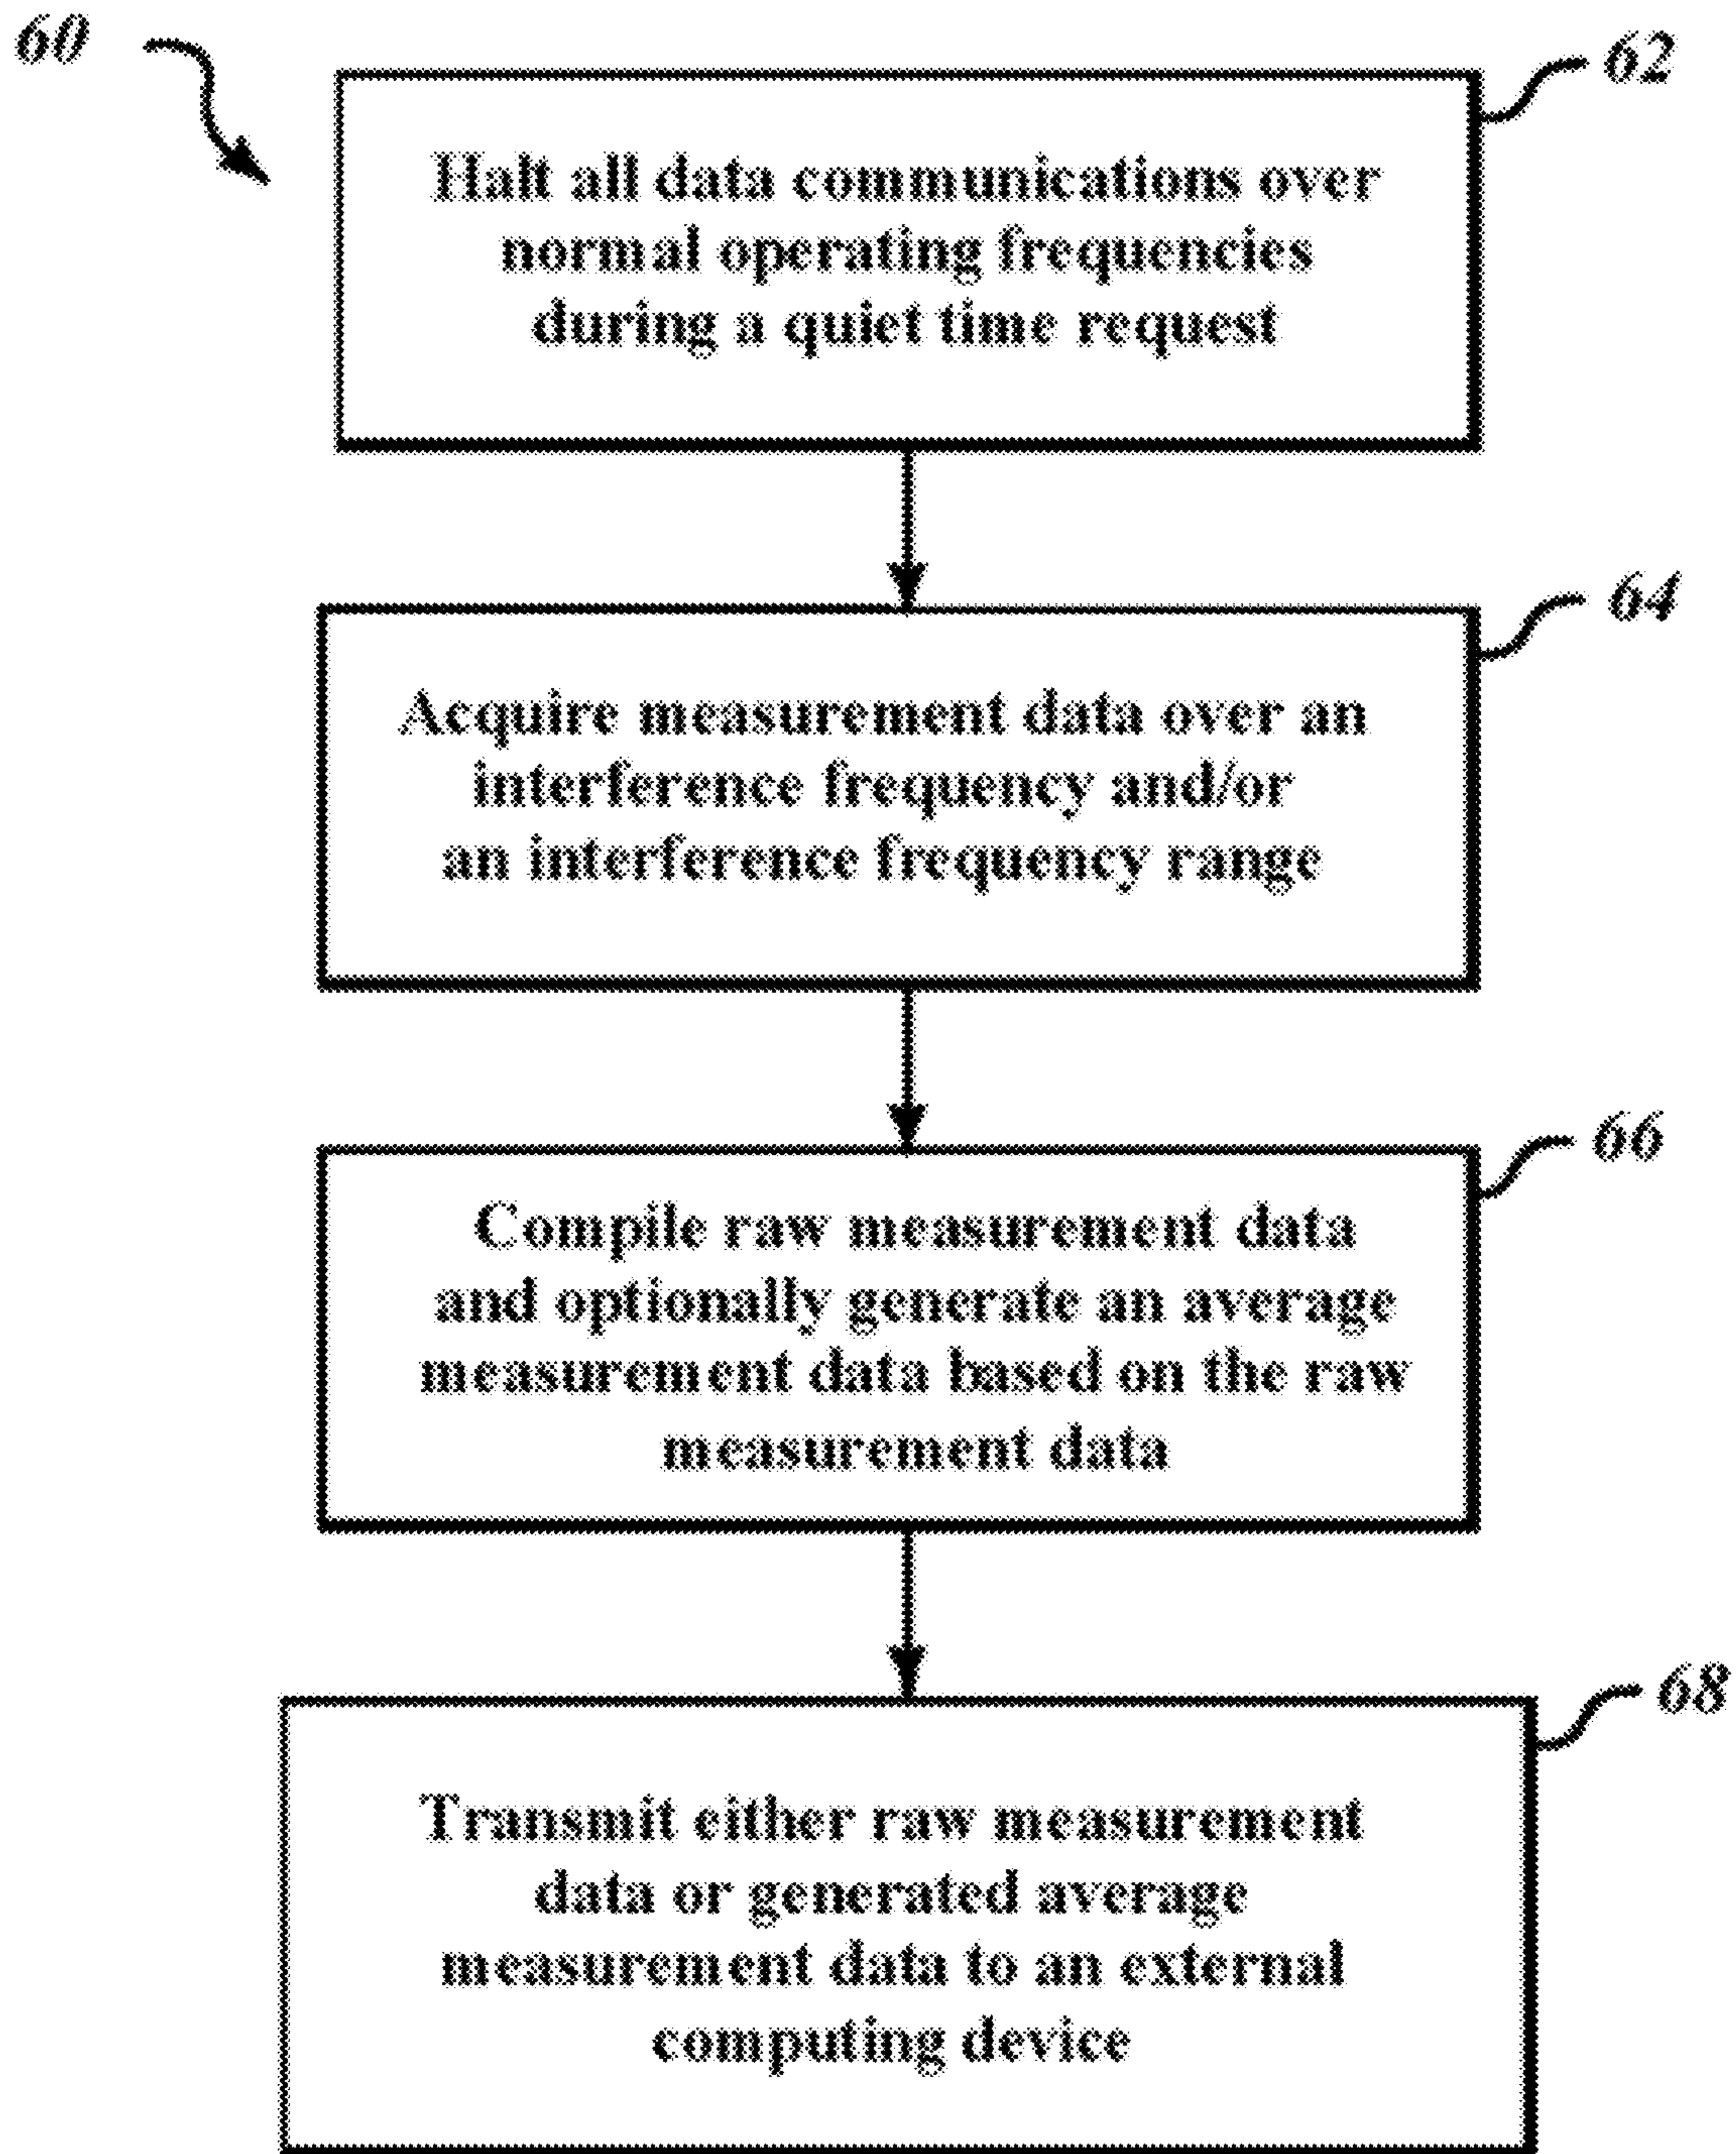 60
62
Halt all data communications over
normal operating frequencies
during a quiet time request
64
Acquire measurement data over an
interference frequency and/or
an interference frequency range
66
Compile raw measurement data
and optionally generate an average
measurement data based on the raw
measurement data
68
Transmit either raw measurement
data or generated average
measurement data to an external
computing device